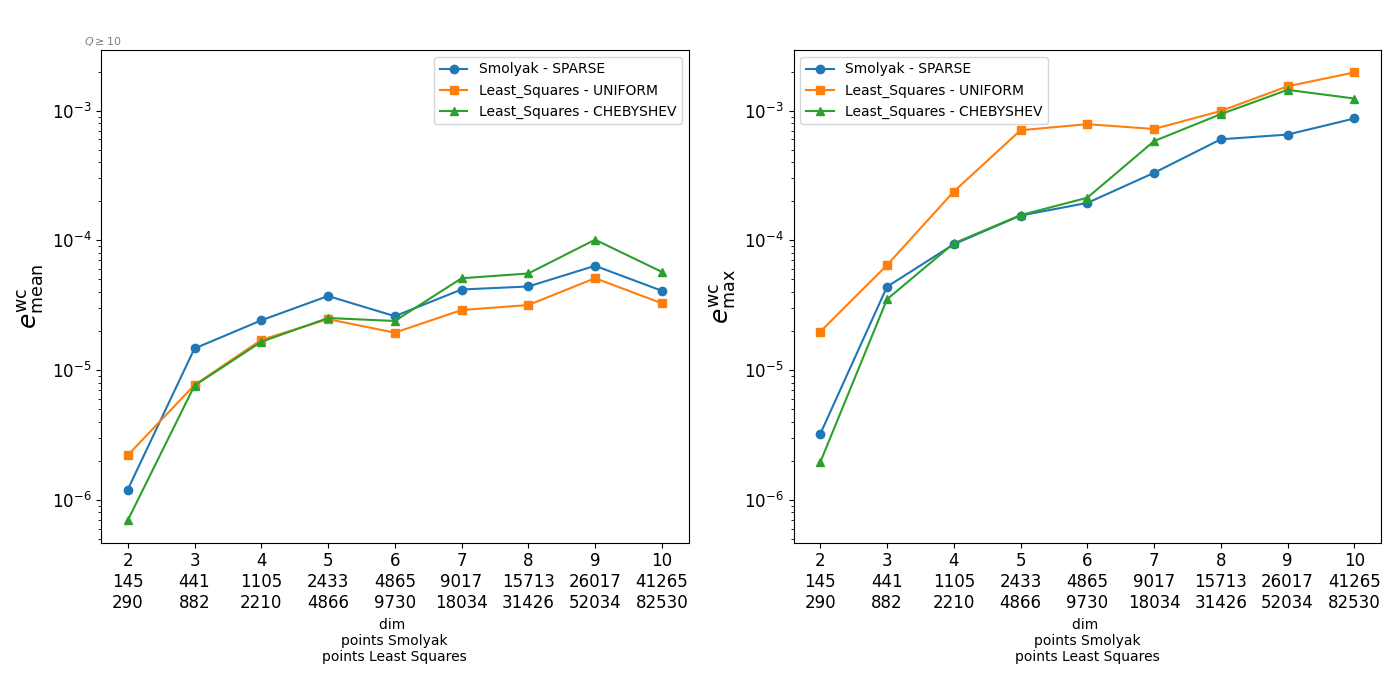 Q ≥ 10
Smolyak - SPARSE
Least_Squares - UNIFORM
Least_Squares - CHEBYSHEV
10⁻³
10⁻⁴
10⁻⁵
10⁻⁶
e^wc_mean
2 3 4 5 6 7 8 9 10
145 441 1105 2433 4865 9017 15713 26017 41265
290 882 2210 4866 9730 18034 31426 52034 82530
dim
points Smolyak
points Least Squares
Smolyak - SPARSE
Least_Squares - UNIFORM
Least_Squares - CHEBYSHEV
10⁻³
10⁻⁴
10⁻⁵
10⁻⁶
e^wc_max
2 3 4 5 6 7 8 9 10
145 441 1105 2433 4865 9017 15713 26017 41265
290 882 2210 4866 9730 18034 31426 52034 82530
dim
points Smolyak
points Least Squares